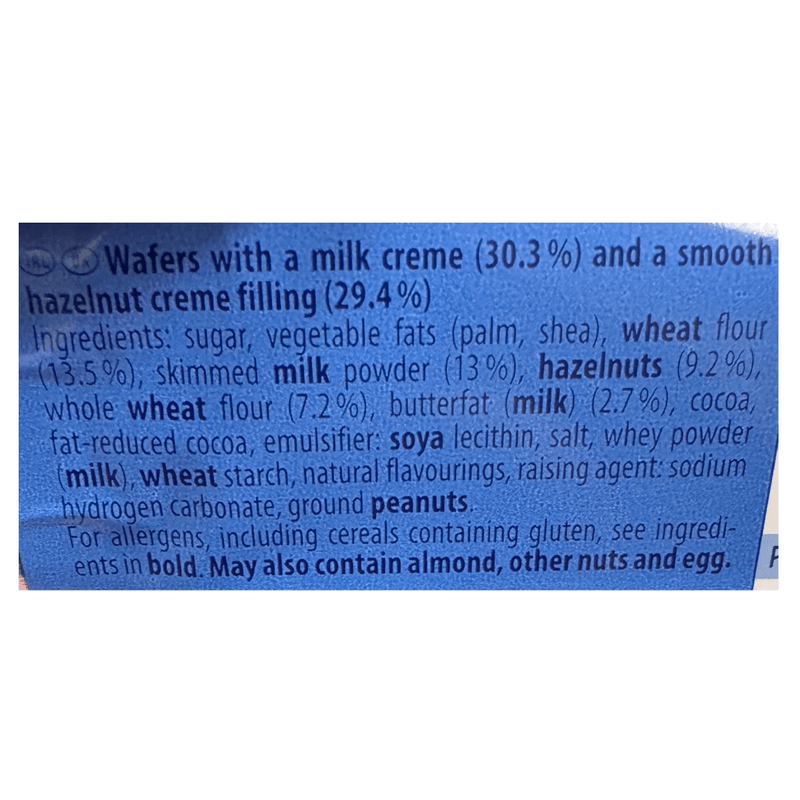 IRL GB Wafers with a milk creme (30.3 %) and a smooth
hazelnut creme filling (29.4 %)
Ingredients: sugar, vegetable fats (palm, shea), wheat flour
(13.5 %), skimmed milk powder (13 %), hazelnuts (9.2 %),
whole wheat flour (7.2 %), butterfat (milk) (2.7 %), cocoa,
fat-reduced cocoa, emulsifier: soya lecithin, salt, whey powder
(milk), wheat starch, natural flavourings, raising agent: sodium
hydrogen carbonate, ground peanuts.
For allergens, including cereals containing gluten, see ingredi-
ents in bold. May also contain almond, other nuts and egg.